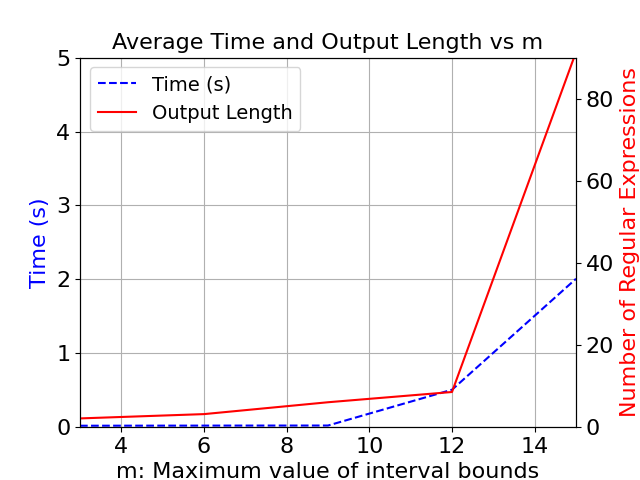 Average Time and Output Length vs m
Time (s)
Output Length
5
4
3
2
1
0
Time (s)
80
60
40
20
0
Number of Regular Expressions
4 6 8 10 12 14
m: Maximum value of interval bounds